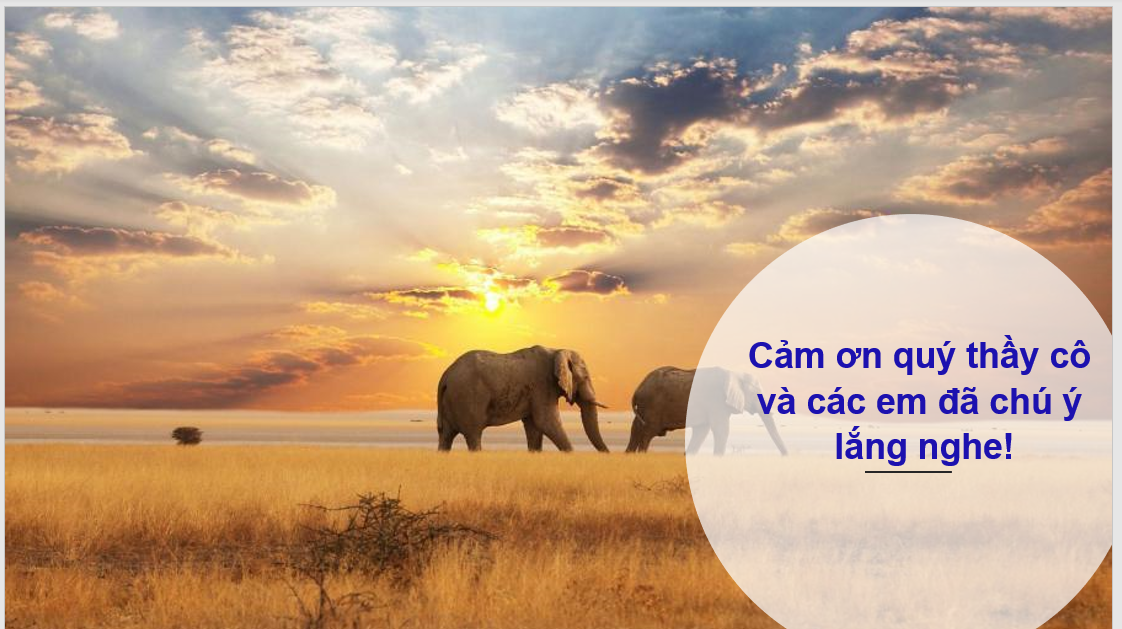 Cảm ơn quý thầy cô
và các em đã chú ý
lắng nghe!